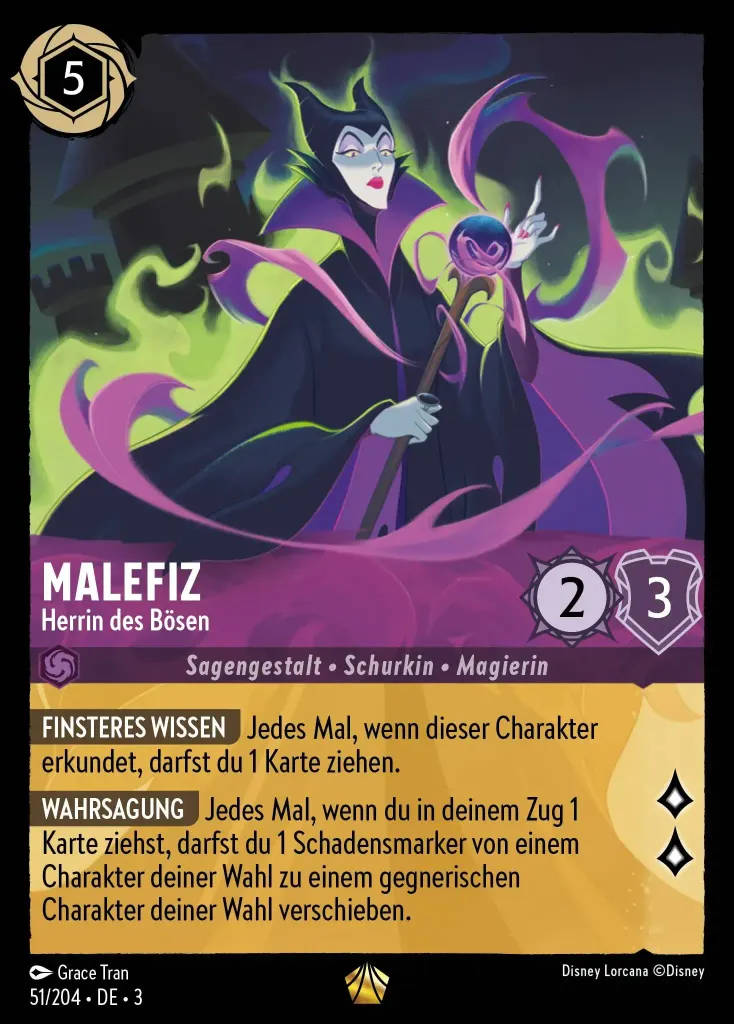 5
MALEFIZ
Herrin des Bösen
2
3
Sagengestalt • Schurkin • Magierin
FINSTERES WISSEN Jedes Mal, wenn dieser Charakter
erkundet, darfst du 1 Karte ziehen.
WAHRSAGUNG Jedes Mal, wenn du in deinem Zug 1
Karte ziehst, darfst du 1 Schadensmarker von einem
Charakter deiner Wahl zu einem gegnerischen
Charakter deiner Wahl verschieben.
Grace Tran
Disney Lorcana ©Disney
51/204 • DE • 3